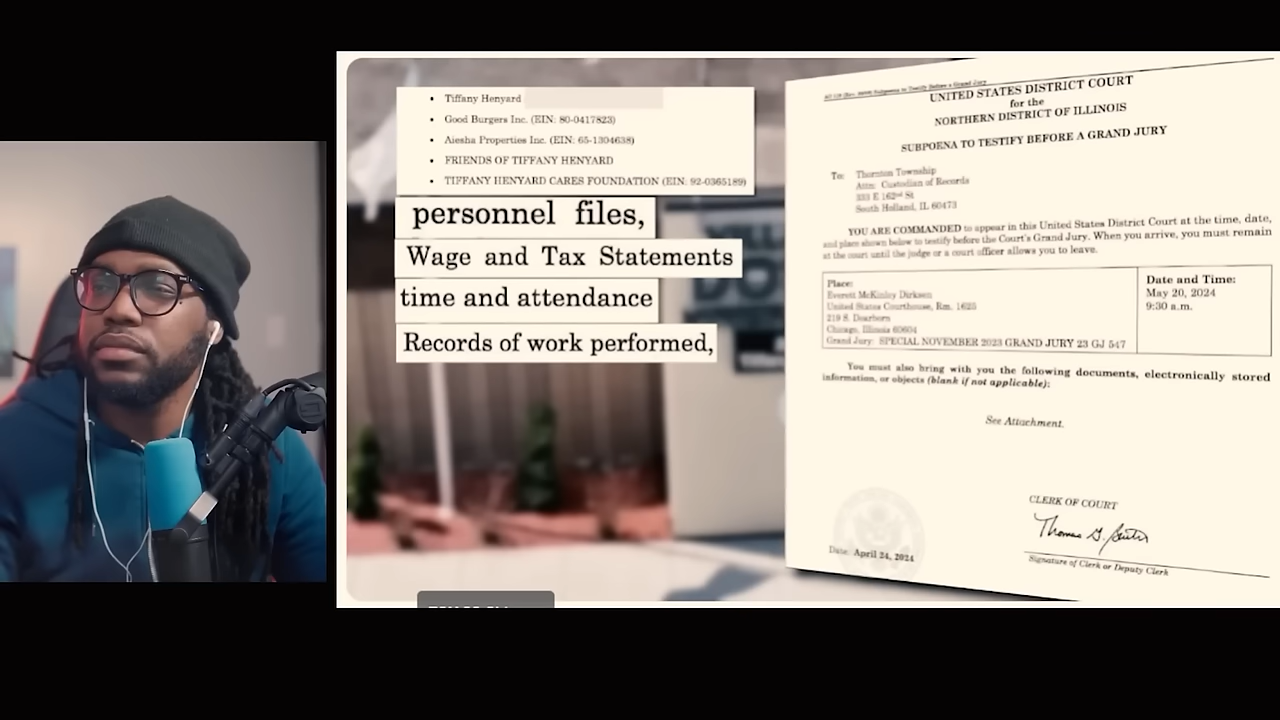 Tiffany Henyard
Good Burgers Inc. (EIN: 80-0417823)
Aiesha Properties Inc. (EIN: 65-1304638)
FRIENDS OF TIFFANY HENYARD
TIFFANY HENYARD CARES FOUNDATION (EIN: 92-0365189)
personnel files,
Wage and Tax Statements
time and attendance
Records of work performed,
Subpoena to Testify Before a Grand Jury
UNITED STATES DISTRICT COURT
for the
NORTHERN DISTRICT OF ILLINOIS
SUBPOENA TO TESTIFY BEFORE A GRAND JURY
To: Thornton Township
Attn: Custodian of Records
333 E 162nd St
South Holland, IL 60473
YOU ARE COMMANDED to appear in this United States District Court at the time, date,
and place shown below to testify before the Court's Grand Jury. When you arrive, you must remain
at the court until the judge or a court officer allows you to leave.
Place:
Everett McKinley Dirksen
United States Courthouse, Rm. 1625
219 S. Dearborn
Chicago, Illinois 60604
Grand Jury: SPECIAL NOVEMBER 2023 GRAND JURY 23 GJ 547
Date and Time:
May 20, 2024
9:30 a.m.
You must also bring with you the following documents, electronically stored
information, or objects (blank if not applicable):
See Attachment.
CLERK OF COURT
Thomas G. Bruton
Date: April 24, 2024
Signature of Clerk or Deputy Clerk